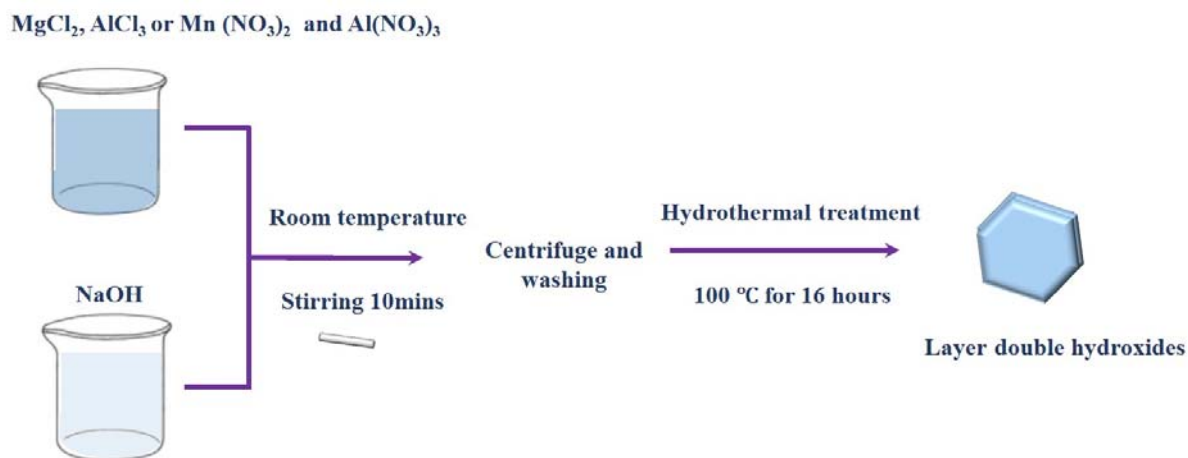 MgCl₂, AlCl₃ or Mn (NO₃)₂ and Al(NO₃)₃
NaOH
Room temperature
Stirring 10mins
Centrifuge and
washing
Hydrothermal treatment
100 ℃ for 16 hours
Layer double hydroxides